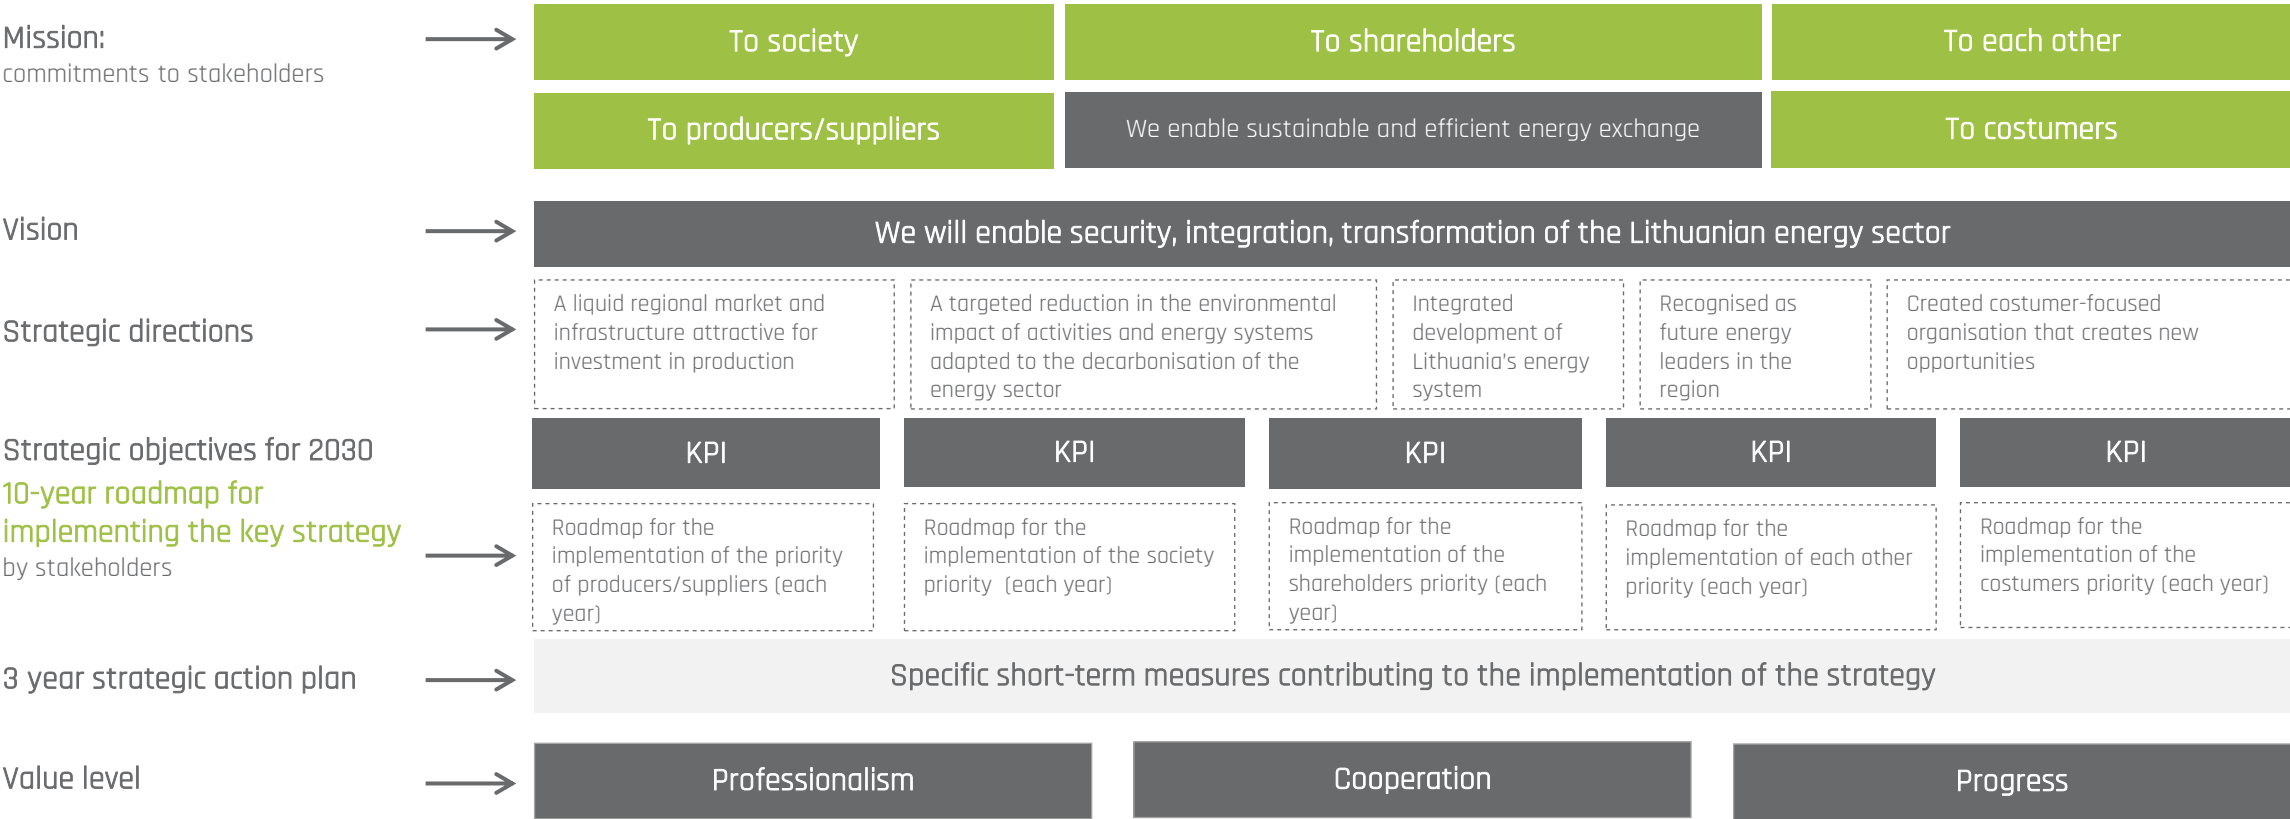 Mission:
commitments to stakeholders
To society
To shareholders
To each other
To producers/suppliers
We enable sustainable and efficient energy exchange
To costumers
Vision
We will enable security, integration, transformation of the Lithuanian energy sector
Strategic directions
A liquid regional market and
infrastructure attractive for
investment in production
A targeted reduction in the environmental
impact of activities and energy systems
adapted to the decarbonisation of the
energy sector
Integrated
development of
Lithuania's energy
system
Recognised as
future energy
leaders in the
region
Created costumer-focused
organisation that creates new
opportunities
Strategic objectives for 2030
KPI
KPI
KPI
KPI
KPI
10-year roadmap for
implementing the key strategy
by stakeholders
Roadmap for the
implementation of the priority
of producers/suppliers (each
year)
Roadmap for the
implementation of the society
priority (each year)
Roadmap for the
implementation of the
shareholders priority (each
year)
Roadmap for the
implementation of each other
priority (each year)
Roadmap for the
implementation of the
costumers priority (each year)
3 year strategic action plan
Specific short-term measures contributing to the implementation of the strategy
Value level
Professionalism
Cooperation
Progress